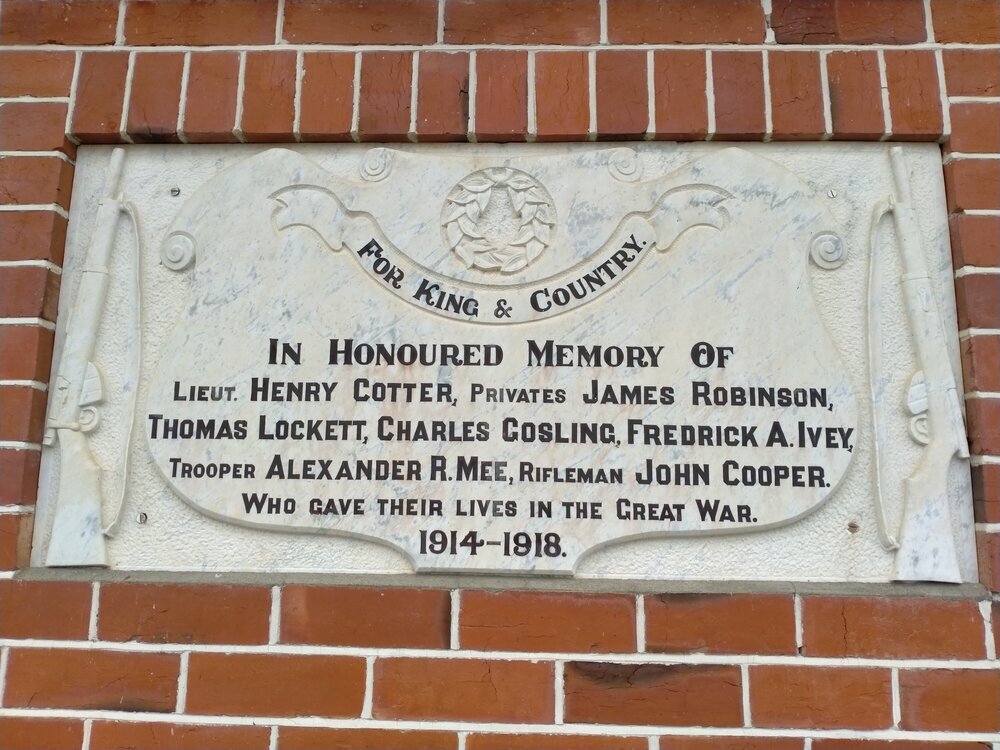 For King & Country.
In Honoured Memory Of
Lieut. Henry Cotter, Privates James Robinson,
Thomas Lockett, Charles Gosling, Fredrick A. Ivey,
Trooper Alexander R. Mee, Rifleman John Cooper.
Who gave their lives in the Great War.
1914-1918.